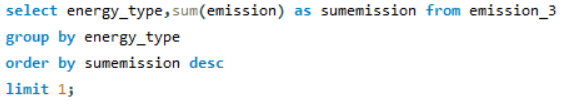 select energy_type,sum(emission) as sumemission from emission_3
group by energy_type
order by sumemission desc
limit 1;